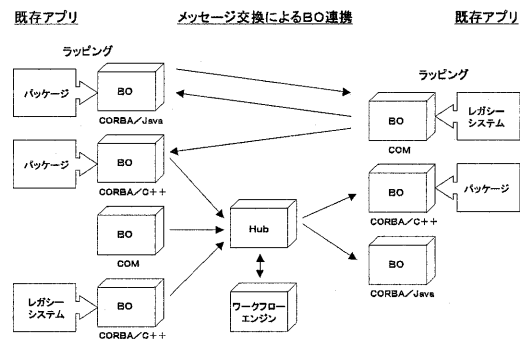 既存アプリ
メッセージ交換によるBO連携
既存アプリ
ラッピング
パッケージ
BO
CORBA/Java
パッケージ
BO
CORBA/C++
BO
COM
レガシー
システム
BO
CORBA/C++
Hub
ワークフロー
エンジン
ラッピング
BO
COM
レガシー
システム
BO
CORBA/C++
パッケージ
BO
CORBA/Java